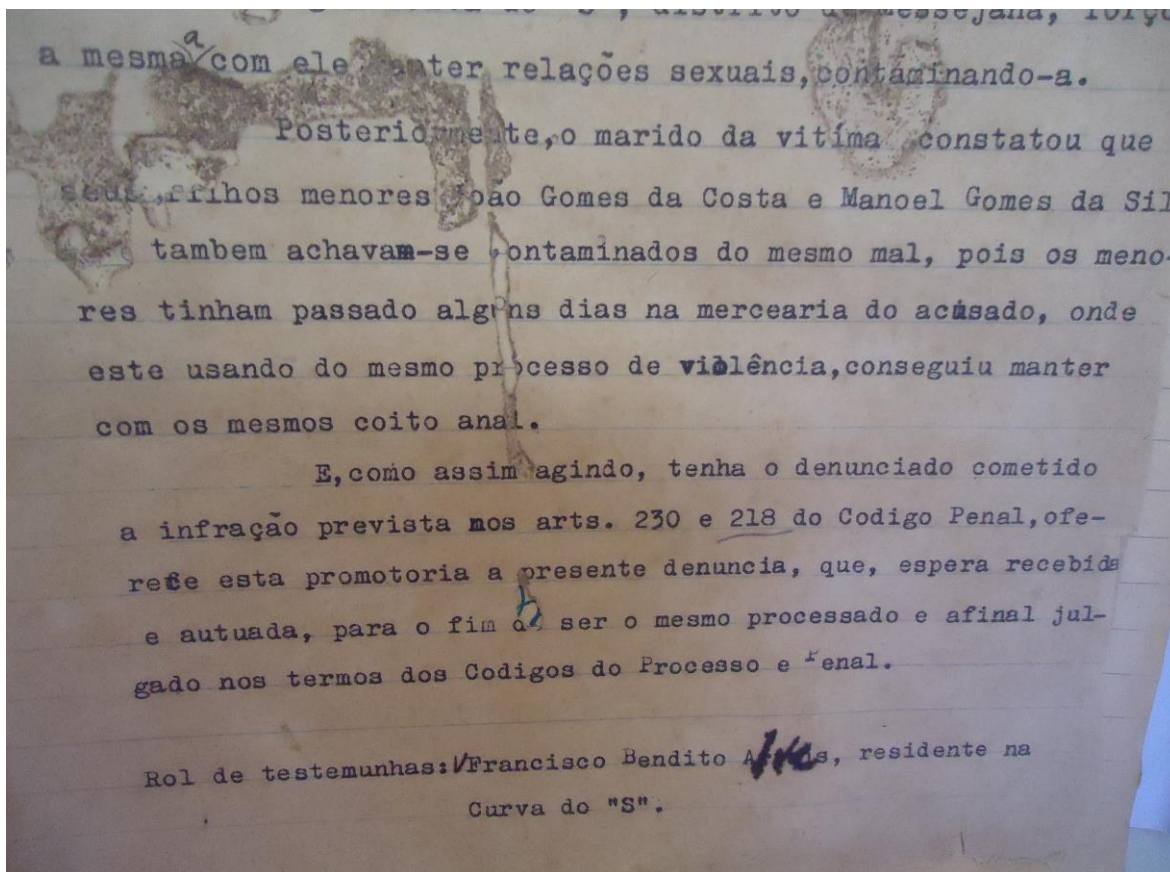 "S", distrito de Messejana, força
a mesma a com ele manter relações sexuais,contaminando-a.
Posteriormente,o marido da vitíma constatou que
seus filhos menores João Gomes da Costa e Manoel Gomes da Sil
tambem achavam-se contaminados do mesmo mal, pois os meno-
res tinham passado alguns dias na mercearia do acusado, onde
este usando do mesmo processo de violência,conseguiu manter
com os mesmos coito anal.
E,como assim agindo, tenha o denunciado cometido
a infração prevista nos arts. 230 e 218 do Codigo Penal,ofe-
rece esta promotoria a presente denuncia, que, espera recebida
e autuada, para o fim de ser o mesmo processado e afinal jul-
gado nos termos dos Codigos do Processo e Penal.
Rol de testemunhas: Francisco Bendito, residente na
Curva do "S".